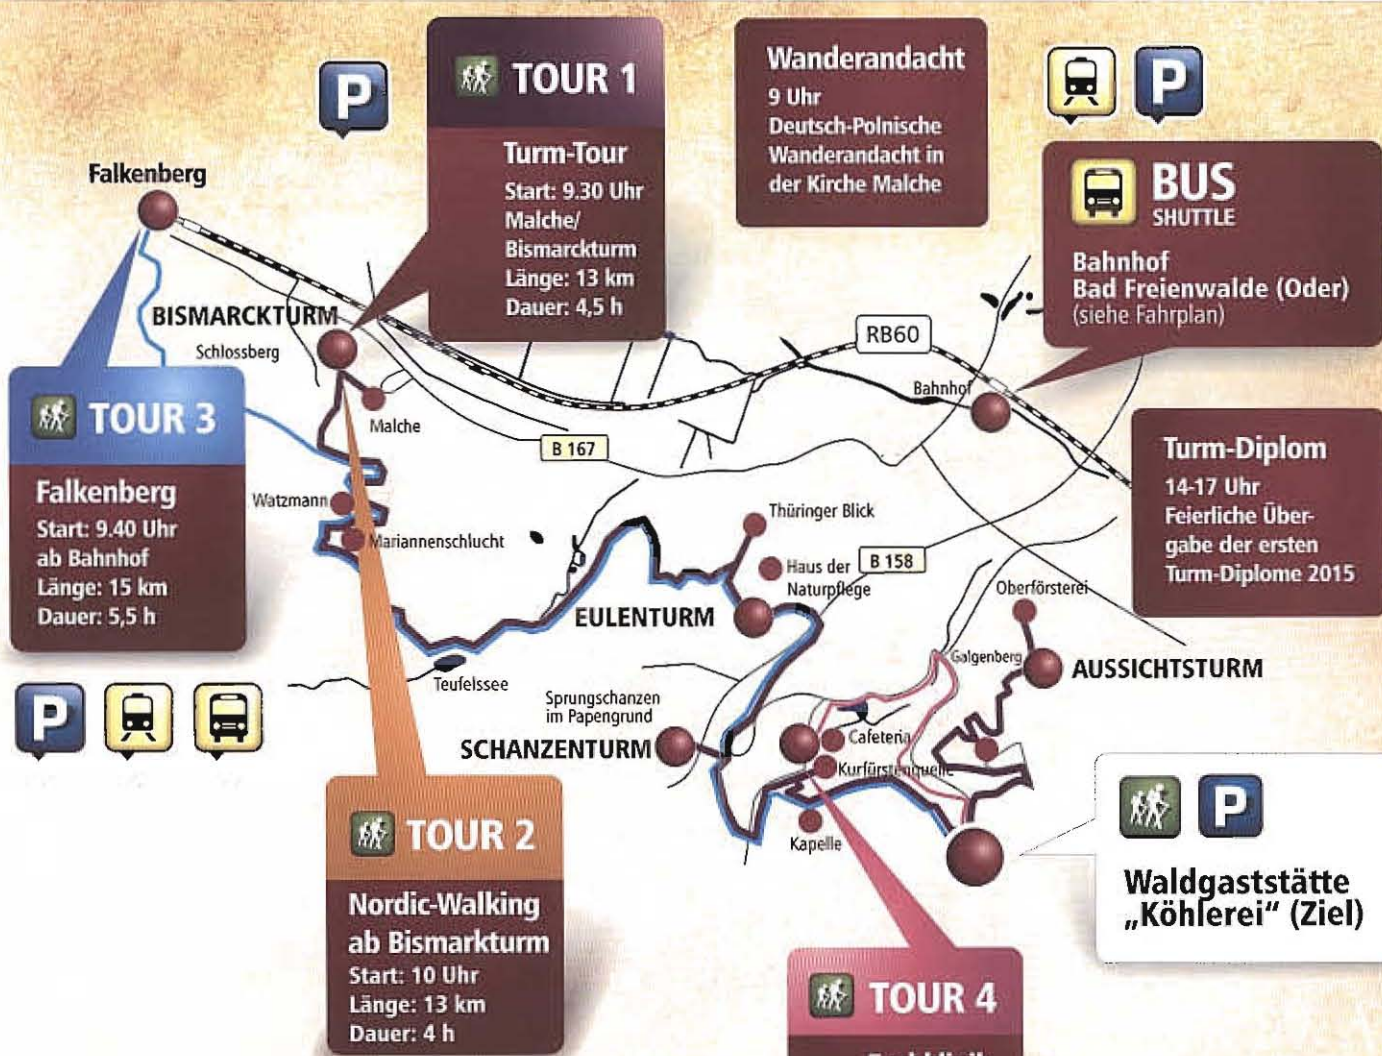 P
TOUR 1
Turm-Tour
Start: 9.30 Uhr
Malche/
Bismarckturm
Länge: 13 km
Dauer: 4,5 h
Wanderandacht
9 Uhr
Deutsch-Polnische
Wanderandacht in
der Kirche Malche
P
BUS
SHUTTLE
Bahnhof
Bad Freienwalde (Oder)
(siehe Fahrplan)
Falkenberg
BISMARCKTURM
Schlossberg
Malche
RB60
Bahnhof
B 167
TOUR 3
Falkenberg
Start: 9.40 Uhr
ab Bahnhof
Länge: 15 km
Dauer: 5,5 h
P
Turm-Diplom
14-17 Uhr
Feierliche Über-
gabe der ersten
Turm-Diplome 2015
Watzmann
Mariannenschlucht
Thüringer Blick
Haus der
Naturpflege
B 158
EULENTURM
Oberförsterei
Galgenberg
AUSSICHTSTURM
Teufelssee
Sprungschanzen
im Papengrund
SCHANZENTURM
Cafeteria
Kurfürstenquelle
Kapelle
P
Waldgaststätte
„Köhlerei“ (Ziel)
TOUR 2
Nordic-Walking
ab Bismarkturm
Start: 10 Uhr
Länge: 13 km
Dauer: 4 h
TOUR 4